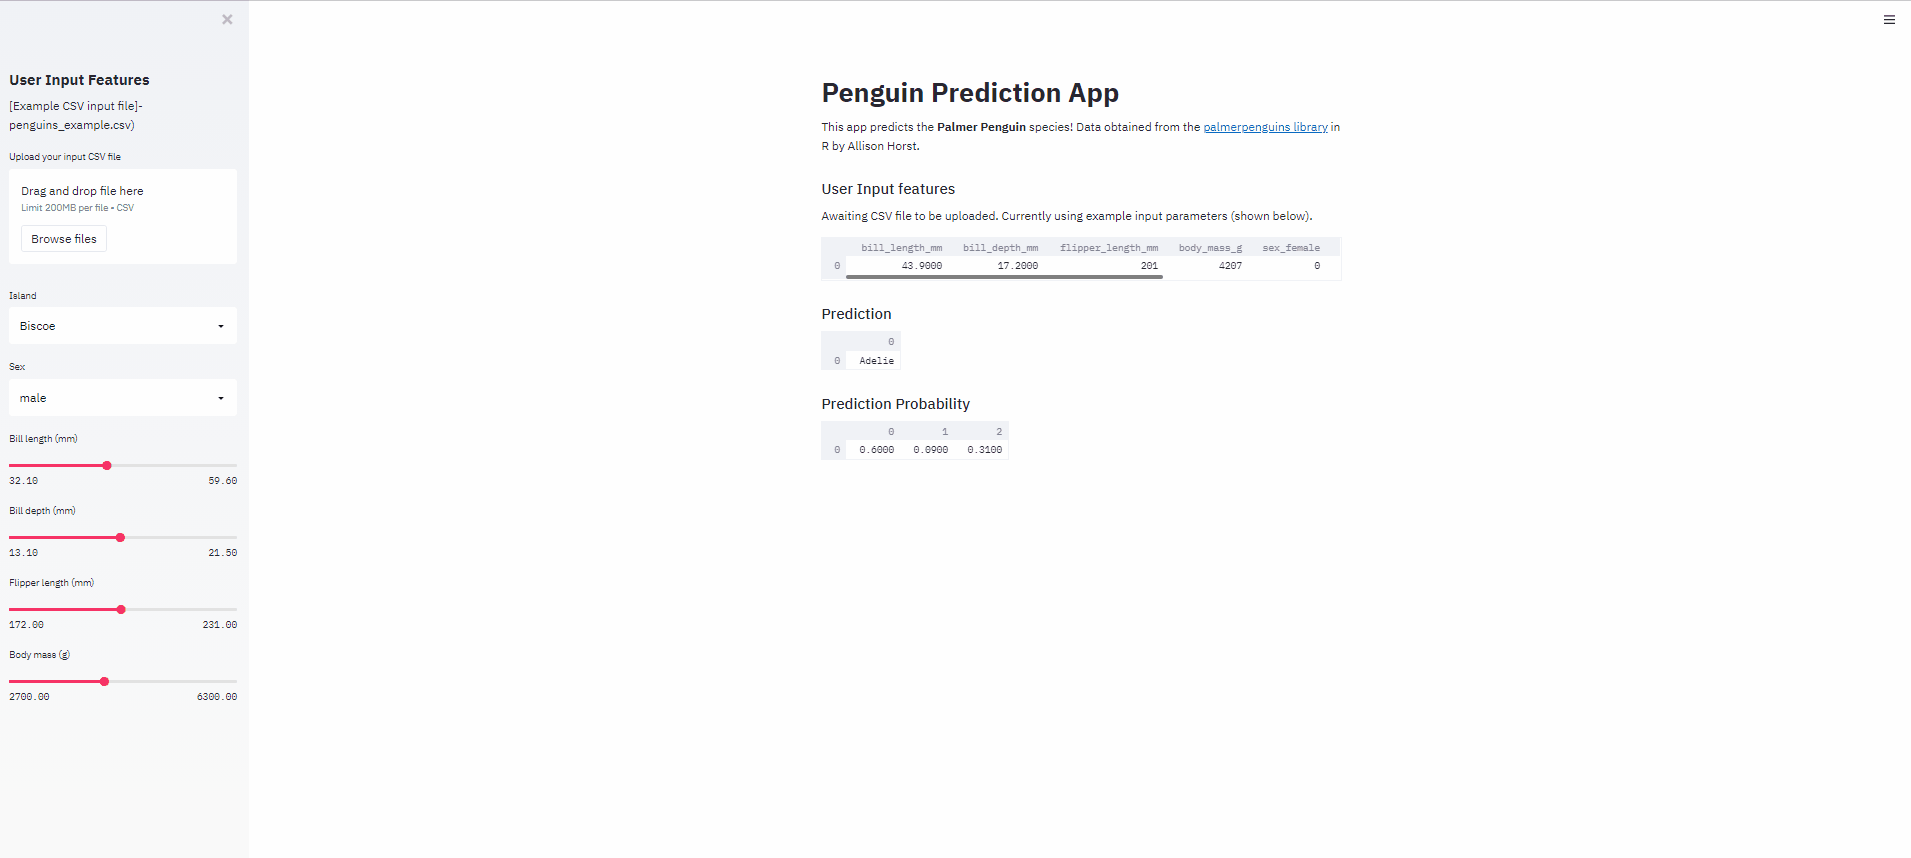 User Input Features
[Example CSV input file]-
penguins_example.csv)
Upload your input CSV file
Drag and drop file here
Limit 200MB per file • CSV
Browse files
Island
Biscoe
Sex
male
Bill length (mm)
32.10 59.60
Bill depth (mm)
13.10 21.50
Flipper length (mm)
172.00 231.00
Body mass (g)
2700.00 6300.00
Penguin Prediction App
This app predicts the Palmer Penguin species! Data obtained from the palmerpenguins library in
R by Allison Horst.
User Input features
Awaiting CSV file to be uploaded. Currently using example input parameters (shown below).
bill_length_mm bill_depth_mm flipper_length_mm body_mass_g sex_female
0 43.9000 17.2000 201 4207 0
Prediction
0
0 Adelie
Prediction Probability
0 1 2
0 0.6000 0.0900 0.3100